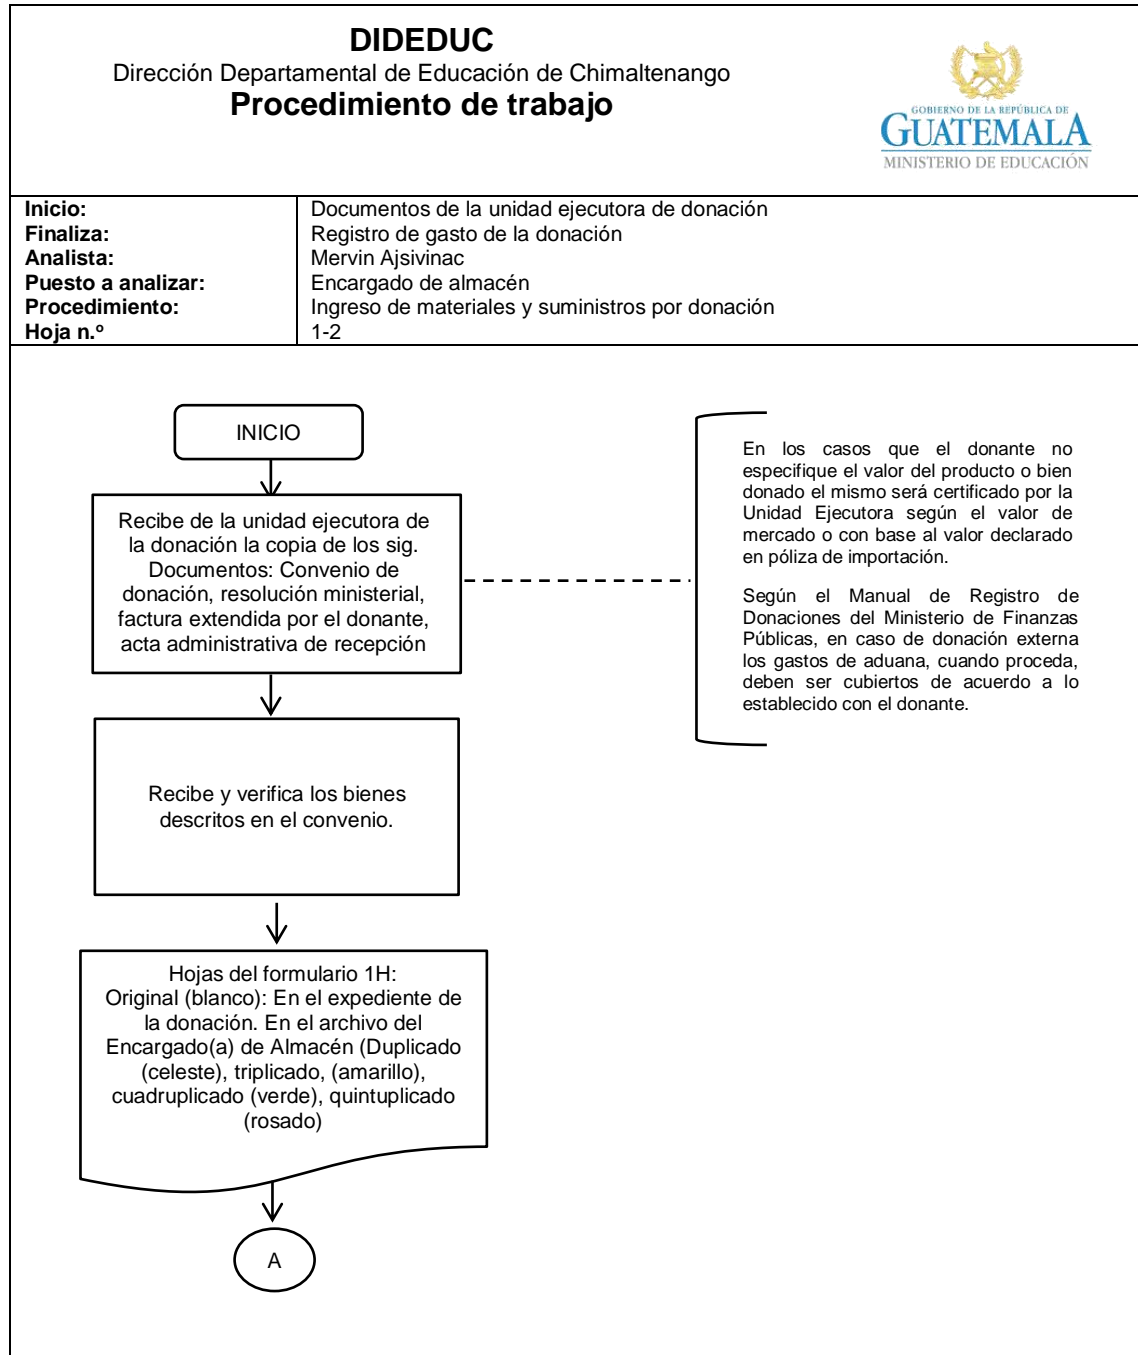 DIDEDUC
Dirección Departamental de Educación de Chimaltenango
Procedimiento de trabajo
GOBIERNO DE LA REPÚBLICA DE
GUATEMALA
MINISTERIO DE EDUCACIÓN
Inicio: Documentos de la unidad ejecutora de donación
Finaliza: Registro de gasto de la donación
Analista: Mervin Ajsivinac
Puesto a analizar: Encargado de almacén
Procedimiento: Ingreso de materiales y suministros por donación
Hoja n.º 1-2
INICIO
Recibe de la unidad ejecutora de
la donación la copia de los sig.
Documentos: Convenio de
donación, resolución ministerial,
factura extendida por el donante,
acta administrativa de recepción
En los casos que el donante no
especifique el valor del producto o bien
donado el mismo será certificado por la
Unidad Ejecutora según el valor de
mercado o con base al valor declarado
en póliza de importación.
Según el Manual de Registro de
Donaciones del Ministerio de Finanzas
Públicas, en caso de donación externa
los gastos de aduana, cuando proceda,
deben ser cubiertos de acuerdo a lo
establecido con el donante.
Recibe y verifica los bienes
descritos en el convenio.
Hojas del formulario 1H:
Original (blanco): En el expediente de
la donación. En el archivo del
Encargado(a) de Almacén (Duplicado
(celeste), triplicado, (amarillo),
cuadruplicado (verde), quintuplicado
(rosado)
A